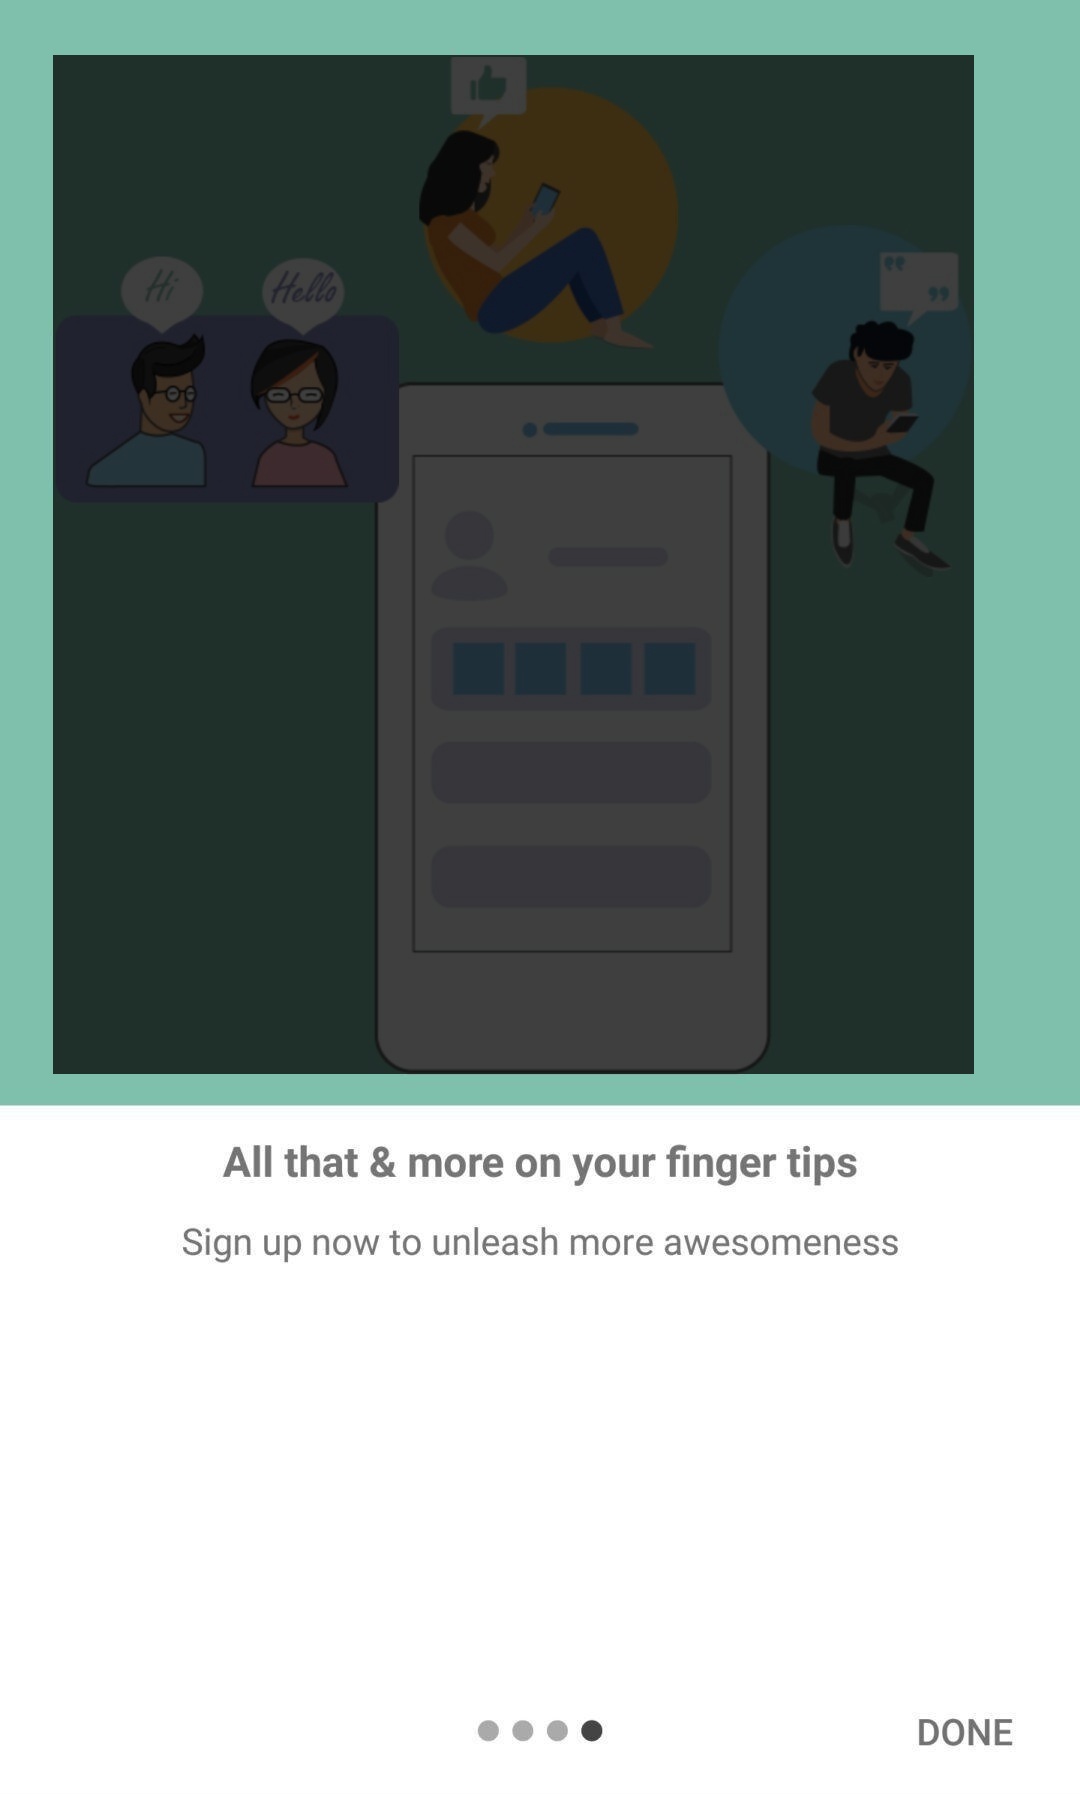 Hi
Hello
All that & more on your finger tips
Sign up now to unleash more awesomeness
DONE